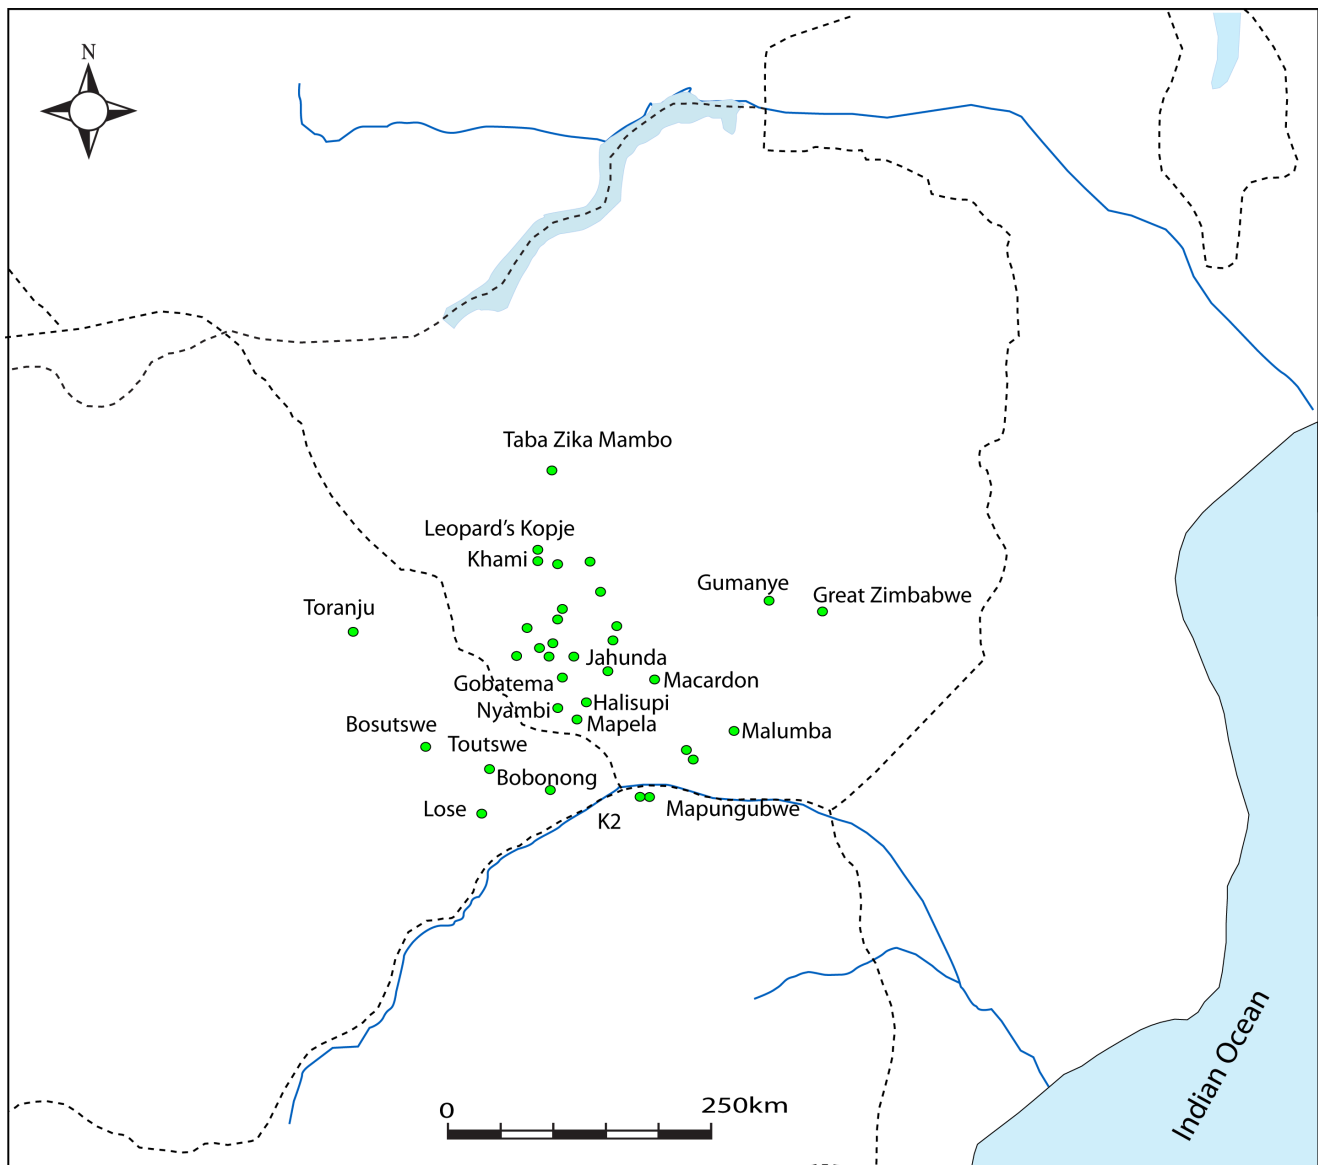 N
Taba Zika Mambo
Leopard's Kopje
Khami
Gumanye
Great Zimbabwe
Toranju
Jahunda
Gobatema
Macardon
Halisupi
Nyambi
Mapela
Bosutswe
Toutswe
Malumba
Bobonong
Lose
K2
Mapungubwe
Indian Ocean
0
250km